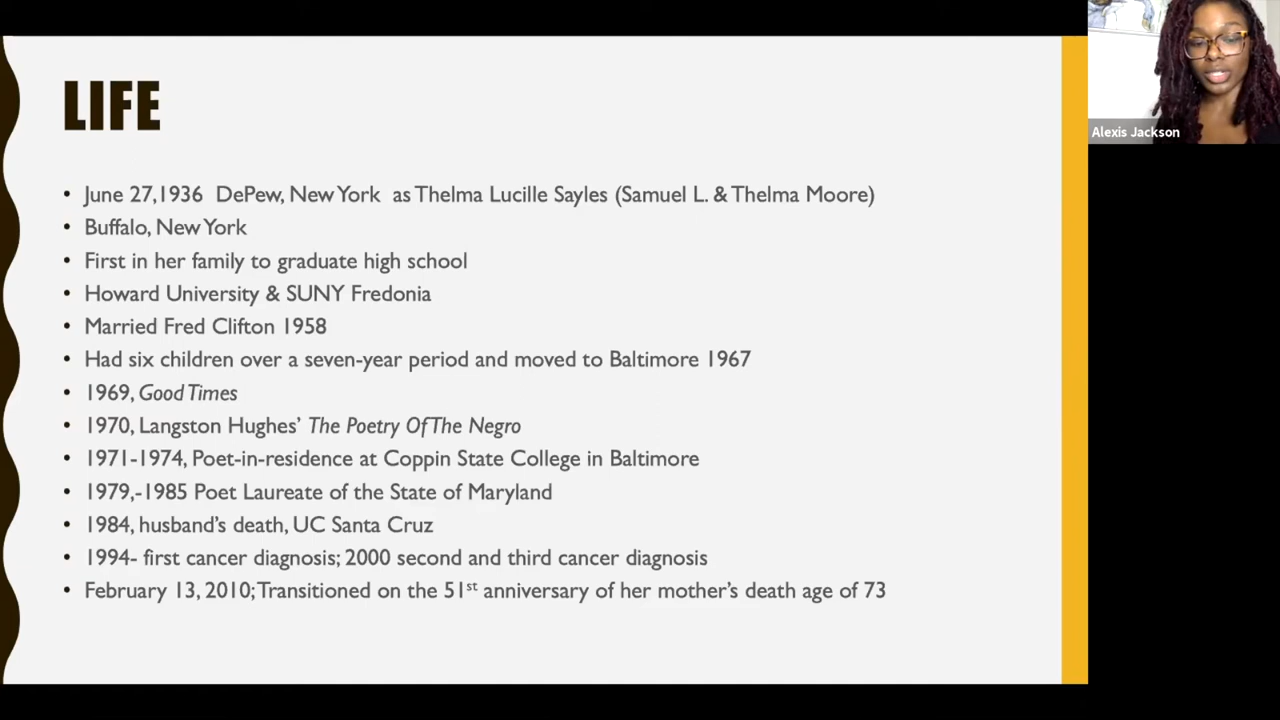 LIFE
• June 27,1936 DePew, New York as Thelma Lucille Sayles (Samuel L. & Thelma Moore)
• Buffalo, New York
• First in her family to graduate high school
• Howard University & SUNY Fredonia
• Married Fred Clifton 1958
• Had six children over a seven-year period and moved to Baltimore 1967
• 1969, Good Times
• 1970, Langston Hughes’ The Poetry Of The Negro
• 1971-1974, Poet-in-residence at Coppin State College in Baltimore
• 1979,-1985 Poet Laureate of the State of Maryland
• 1984, husband’s death, UC Santa Cruz
• 1994- first cancer diagnosis; 2000 second and third cancer diagnosis
• February 13, 2010; Transitioned on the 51st anniversary of her mother’s death age of 73
Alexis Jackson